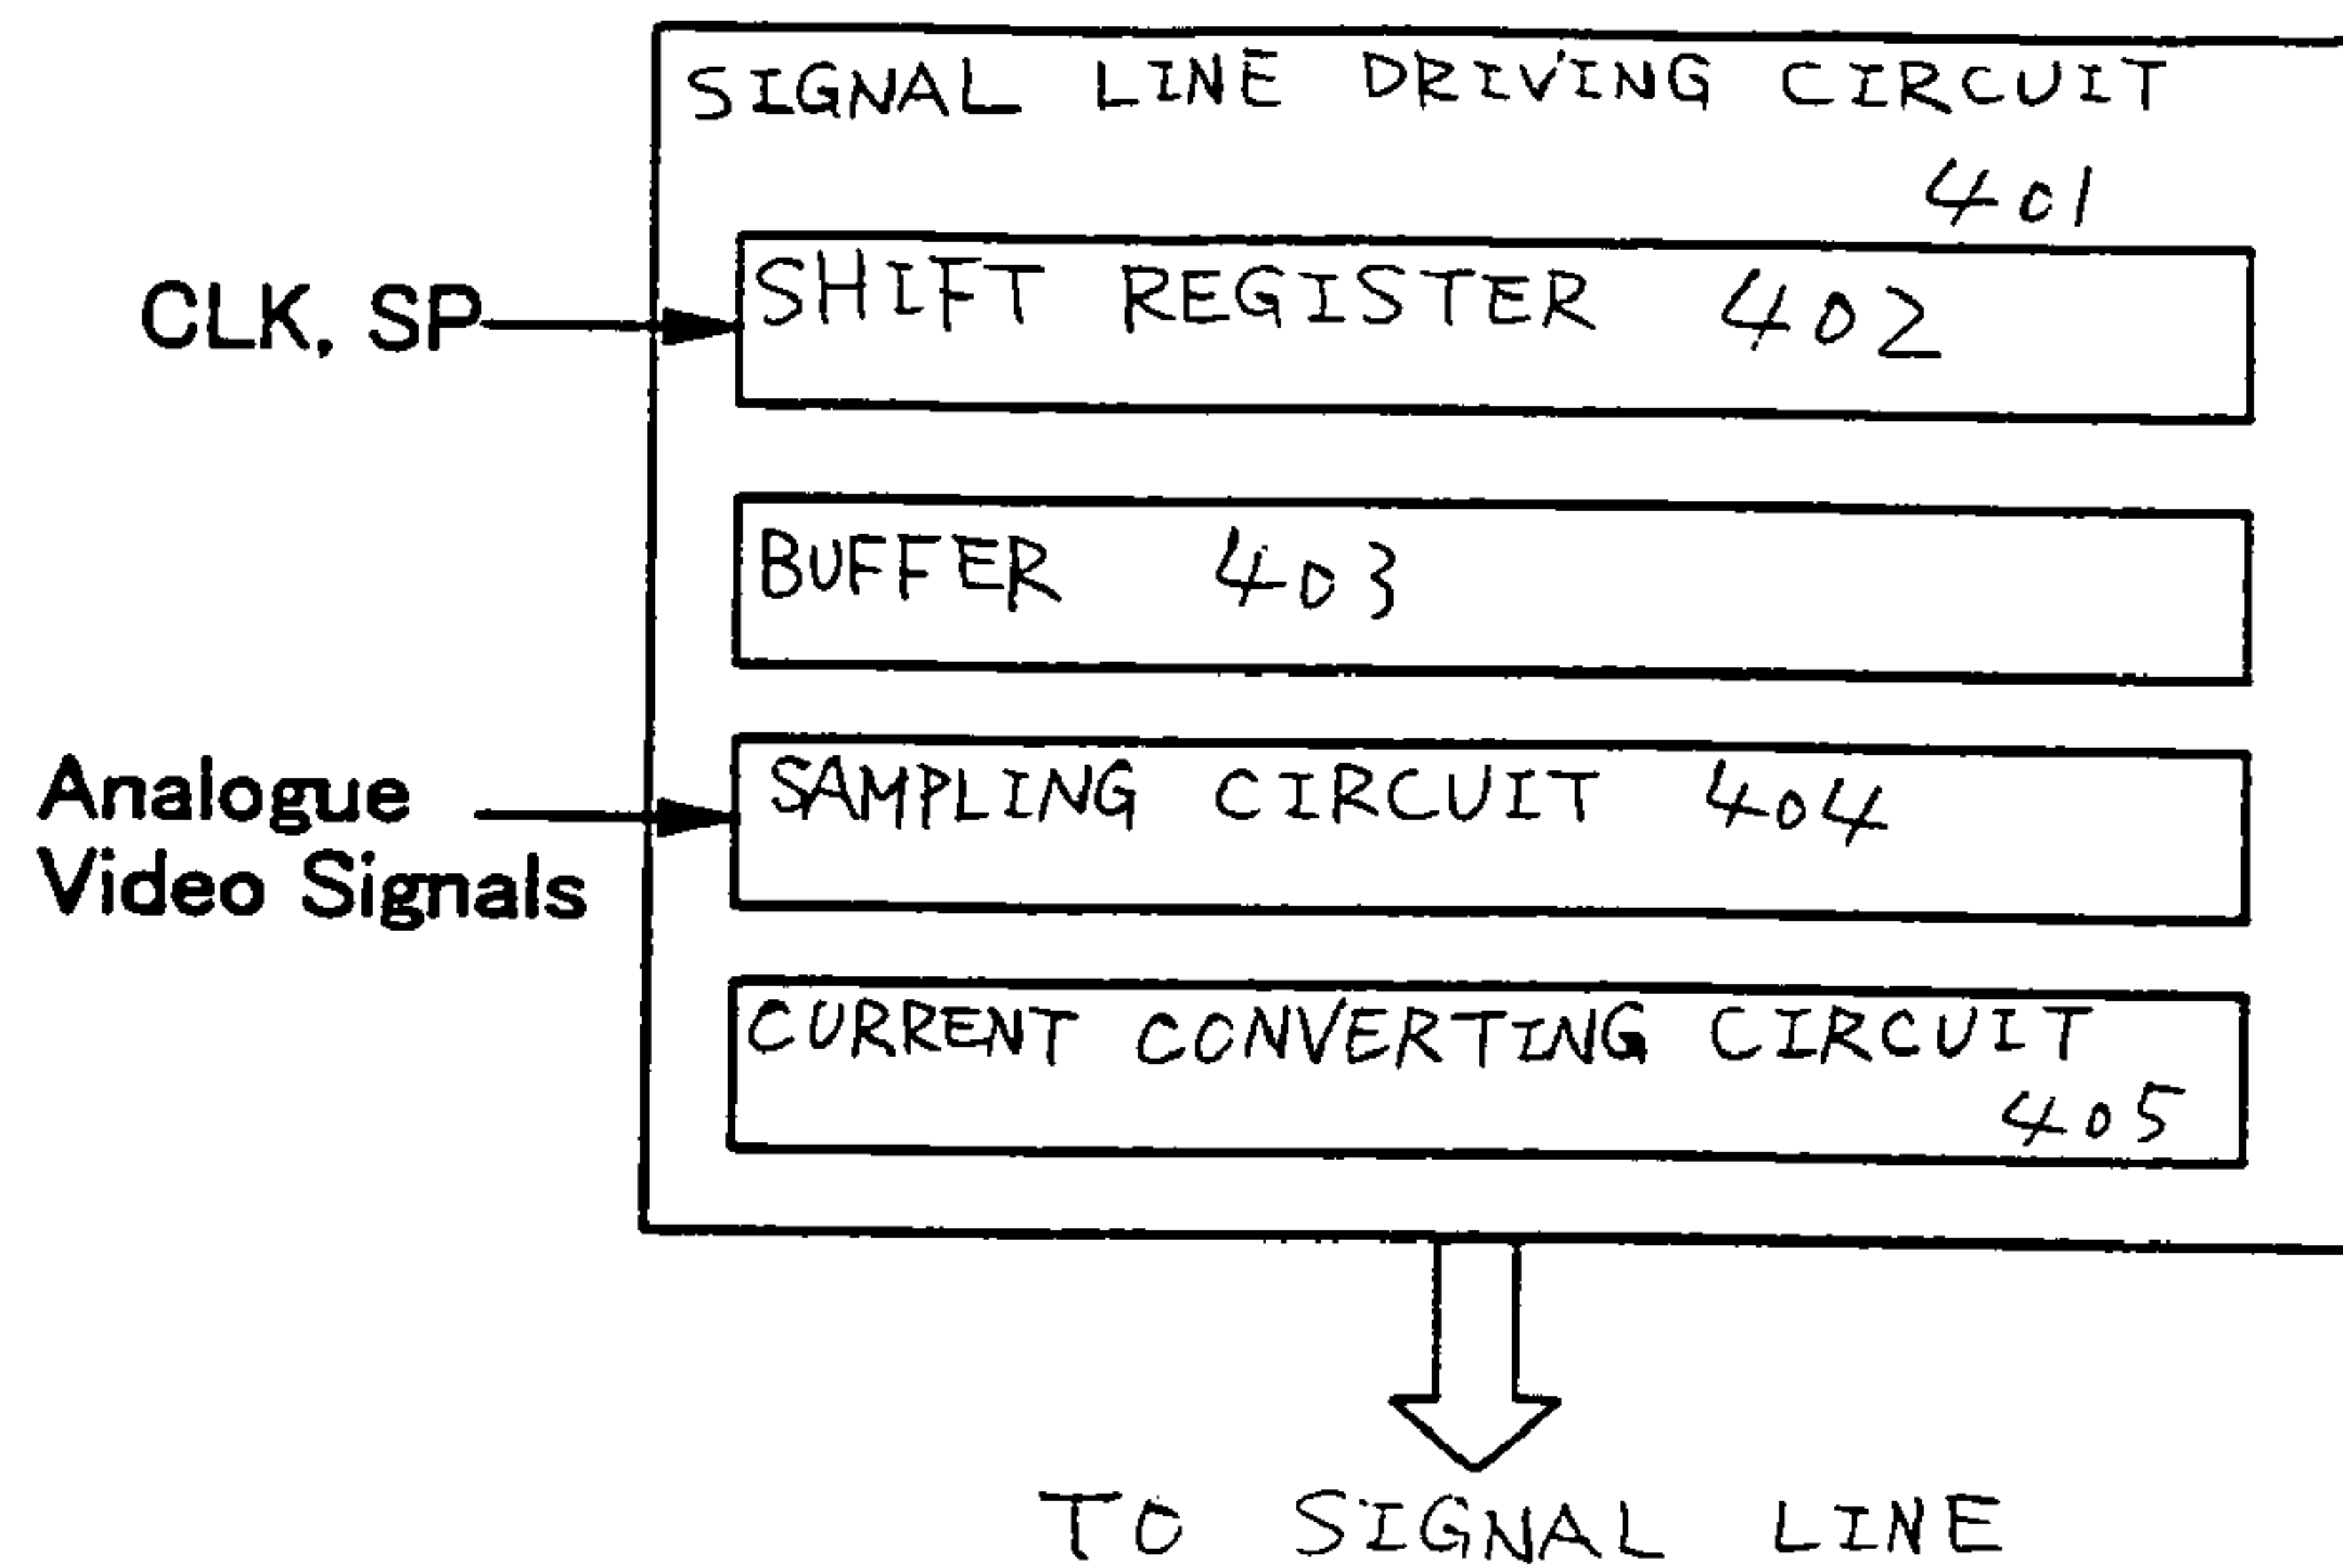 SIGNAL LINE DRIVING CIRCUIT
401
CLK, SP
SHIFT REGISTER 402
BUFFER 403
Analogue
Video Signals
SAMPLING CIRCUIT 404
CURRENT CONVERTING CIRCUIT
405
TO SIGNAL LINE